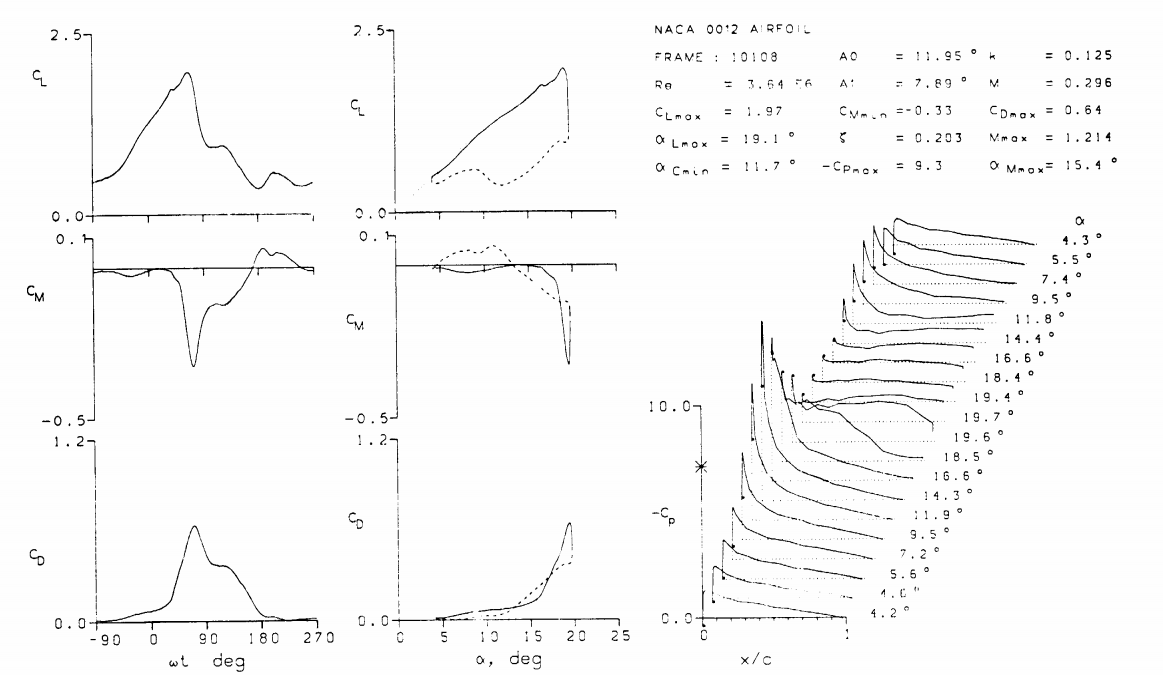 NACA 0012 AIRFOIL
FRAME : 10108 A0 = 11.95 ° k = 0.125
Re = 3.64 E6 A1 = 7.89 ° M = 0.296
CLmax = 1.97 CMmin =-0.33 CDmax = 0.64
αLmax = 19.1 ° ζ = 0.203 Mmax = 1.214
αCmin = 11.7 ° -CPmax = 9.3 αMmax= 15.4 °
2.5
CL
0.0
2.5
CL
0.0
0.1
CM
-0.5
0.1
CM
-0.5
1.2
CD
0.0
-90 0 90 180 270
ωt deg
1.2
CD
0.0
0 5 10 15 20 25
α, deg
α
4.3 °
5.5 °
7.4 °
9.5 °
11.8 °
14.4 °
16.6 °
18.4 °
19.4 °
19.7 °
19.6 °
18.5 °
16.6 °
14.3 °
11.9 °
9.5 °
7.2 °
5.6 °
4.2 °
10.0
-Cp
0.0
0 1
x/c